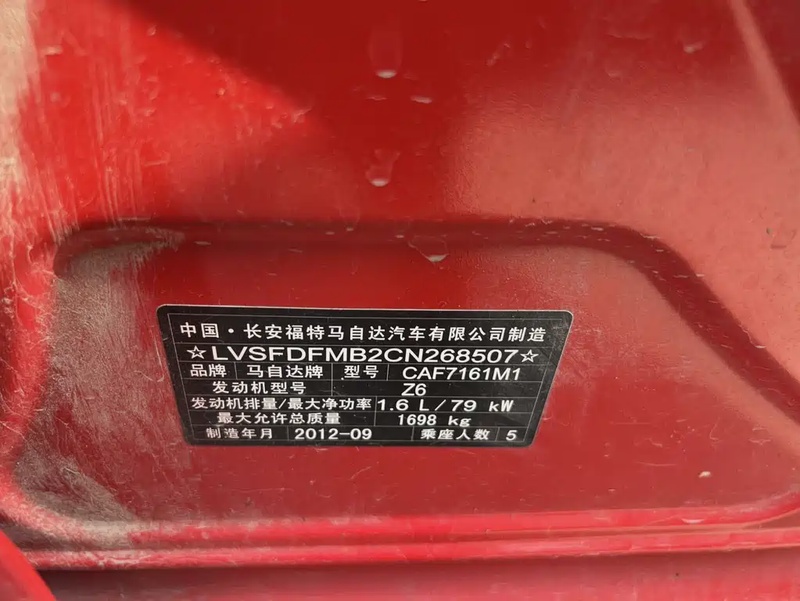 中国·长安福特马自达汽车有限公司制造
☆LVSFDFMB2CN268507☆
品牌 马自达牌 型号 CAF7161M1
发动机型号 Z6
发动机排量/最大净功率 1.6 L/79 kW
最大允许总质量 1698 kg
制造年月 2012-09 乘座人数 5